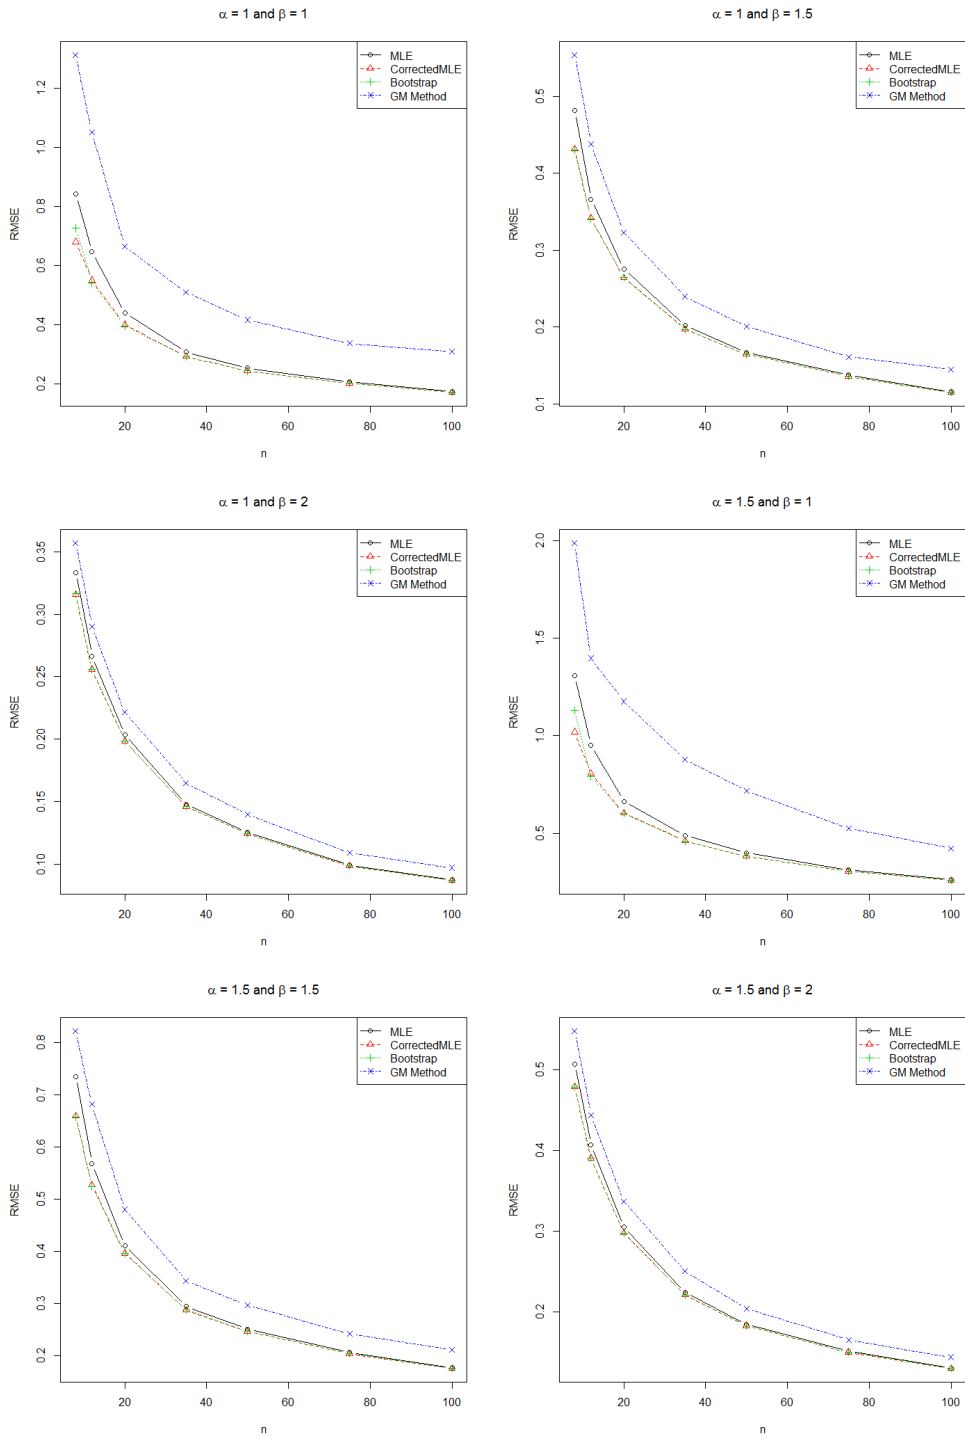 α = 1 and β = 1
RMSE
1.2
1.0
0.8
0.6
0.4
0.2
20 40 60 80 100
n
MLE
CorrectedMLE
Bootstrap
GM Method
α = 1 and β = 1.5
RMSE
0.5
0.4
0.3
0.2
0.1
20 40 60 80 100
n
MLE
CorrectedMLE
Bootstrap
GM Method
α = 1 and β = 2
RMSE
0.35
0.30
0.25
0.20
0.15
0.10
20 40 60 80 100
n
MLE
CorrectedMLE
Bootstrap
GM Method
α = 1.5 and β = 1
RMSE
2.0
1.5
1.0
0.5
20 40 60 80 100
n
MLE
CorrectedMLE
Bootstrap
GM Method
α = 1.5 and β = 1.5
RMSE
0.8
0.7
0.6
0.5
0.4
0.3
0.2
20 40 60 80 100
n
MLE
CorrectedMLE
Bootstrap
GM Method
α = 1.5 and β = 2
RMSE
0.5
0.4
0.3
0.2
20 40 60 80 100
n
MLE
CorrectedMLE
Bootstrap
GM Method